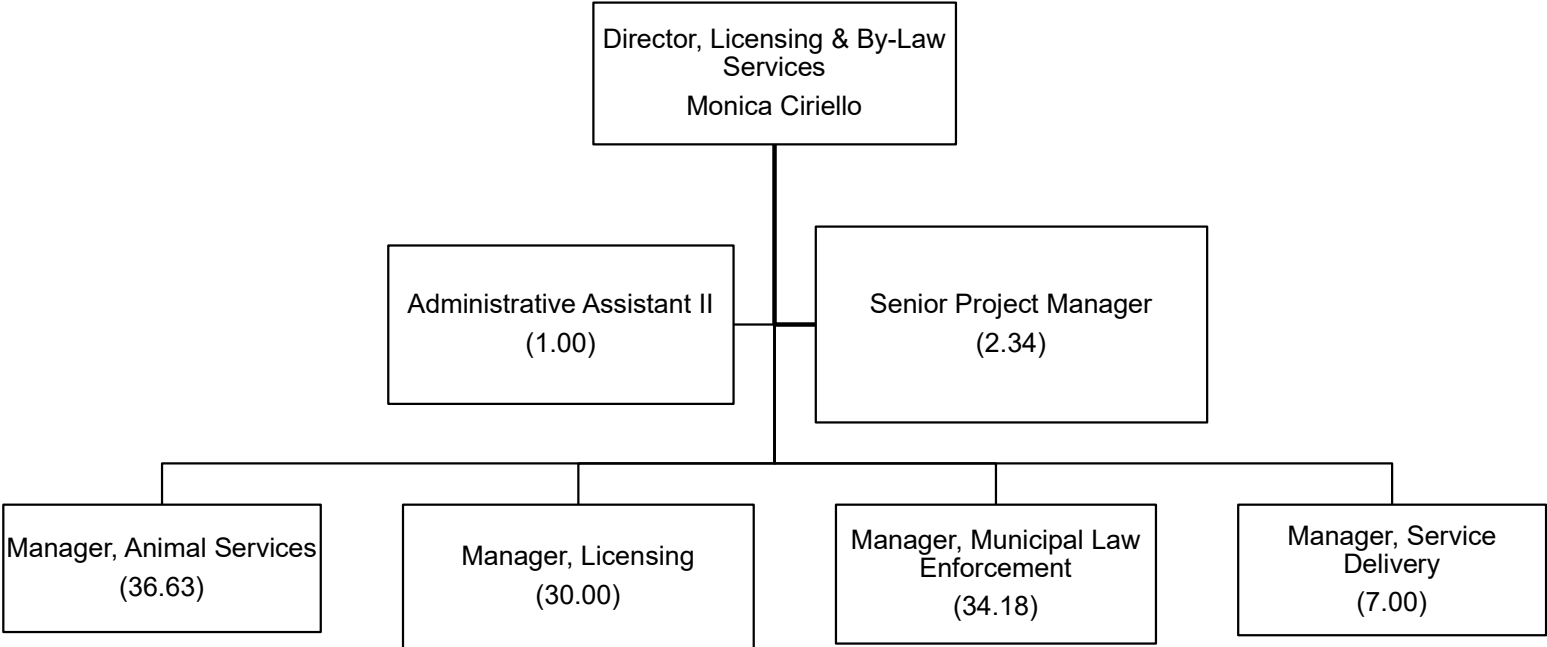 Director, Licensing & By-Law
Services
Monica Ciriello
Administrative Assistant II
(1.00)
Senior Project Manager
(2.34)
Manager, Animal Services
(36.63)
Manager, Licensing
(30.00)
Manager, Municipal Law
Enforcement
(34.18)
Manager, Service
Delivery
(7.00)